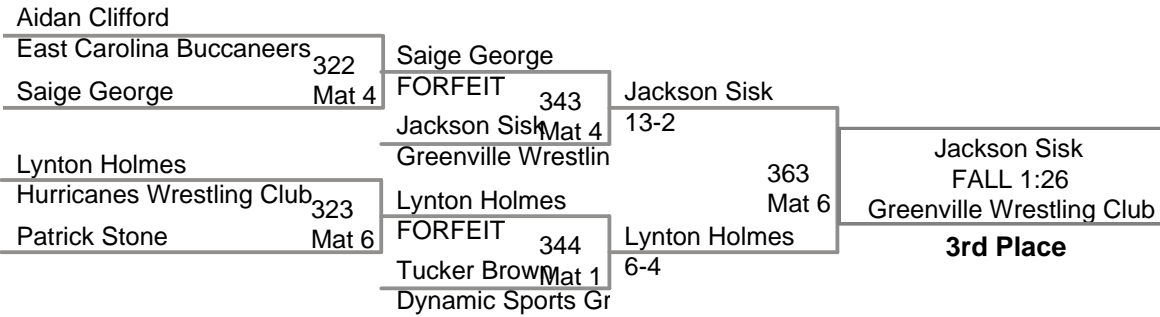 Aidan Clifford
East Carolina Buccaneers
322
Saige George
Mat 4
Saige George
FORFEIT
343
Jackson Sisk
Mat 4
Greenville Wrestlin
Jackson Sisk
13-2
Lynton Holmes
Hurricanes Wrestling Club
323
Patrick Stone
Mat 6
Lynton Holmes
FORFEIT
344
Tucker Brown
Mat 1
Dynamic Sports Gr
Lynton Holmes
6-4
363
Mat 6
Jackson Sisk
FALL 1:26
Greenville Wrestling Club
3rd Place